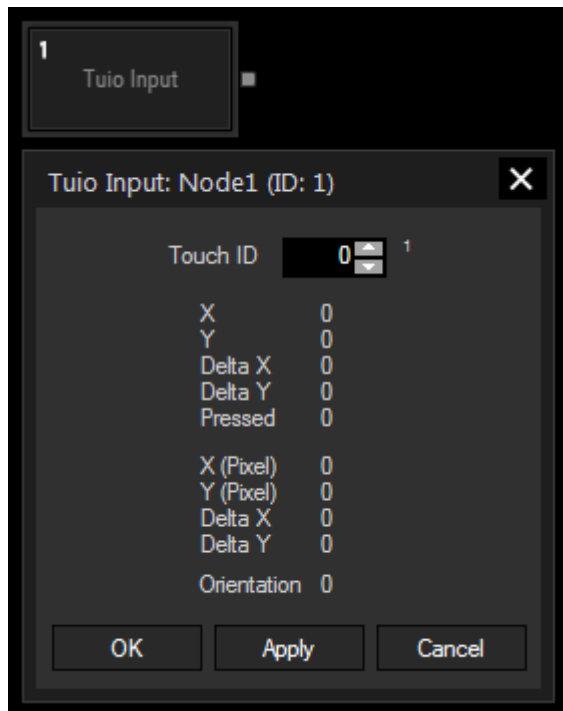 1
Tuio Input
Tuio Input: Node1 (ID: 1)
Touch ID 0 1
X 0
Y 0
Delta X 0
Delta Y 0
Pressed 0
X (Pixel) 0
Y (Pixel) 0
Delta X 0
Delta Y 0
Orientation 0
OK Apply Cancel